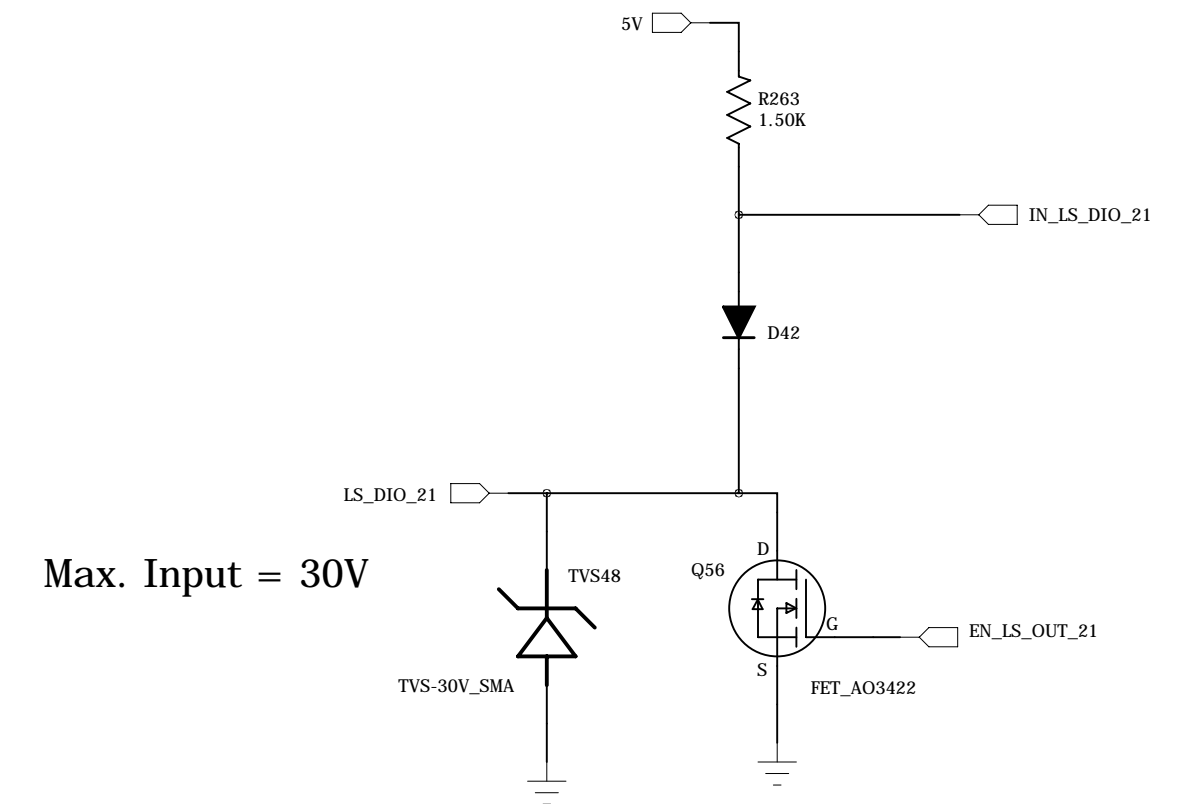 5V
R263
1.50K
IN_LS_DIO_21
D42
LS_DIO_21
D
Q56
TVS48
Max. Input = 30V
G
EN_LS_OUT_21
S
TVS-30V_SMA
FET_AO3422